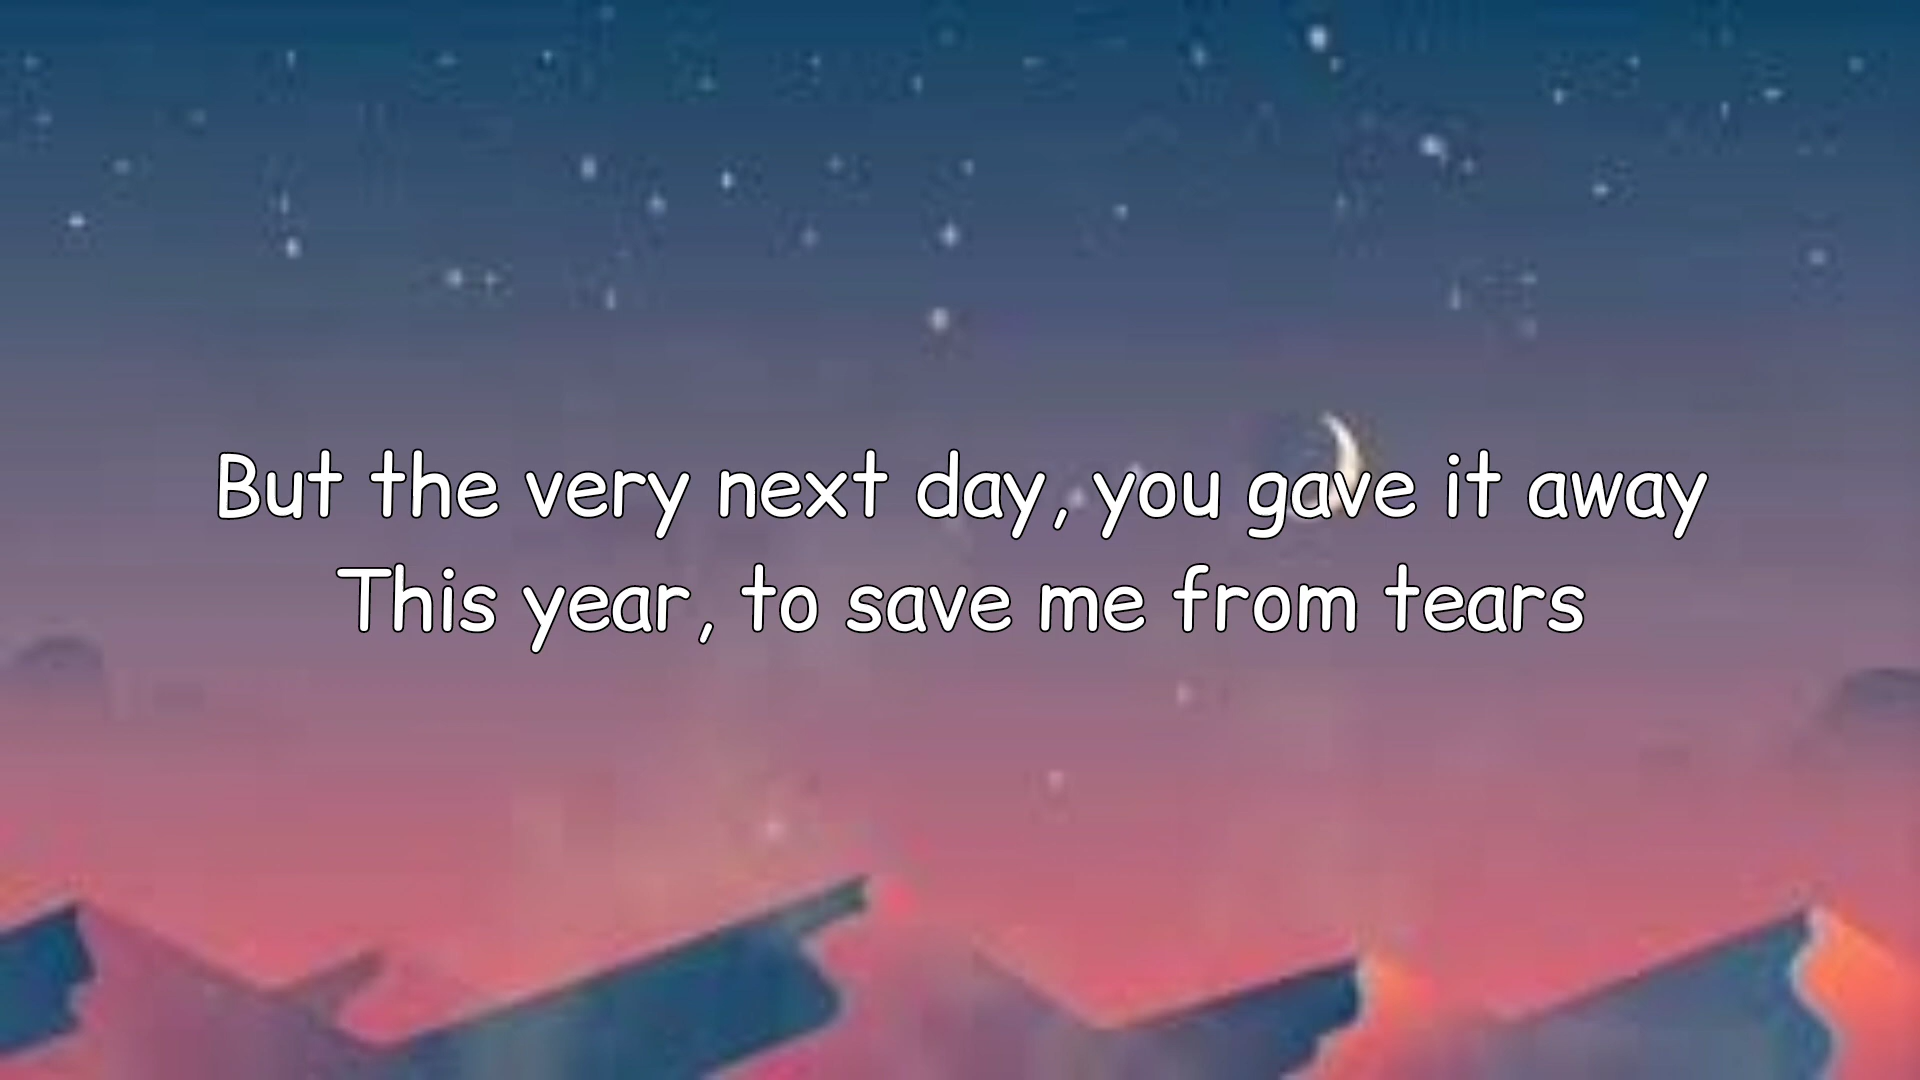 But the very next day, you gave it away
This year, to save me from tears